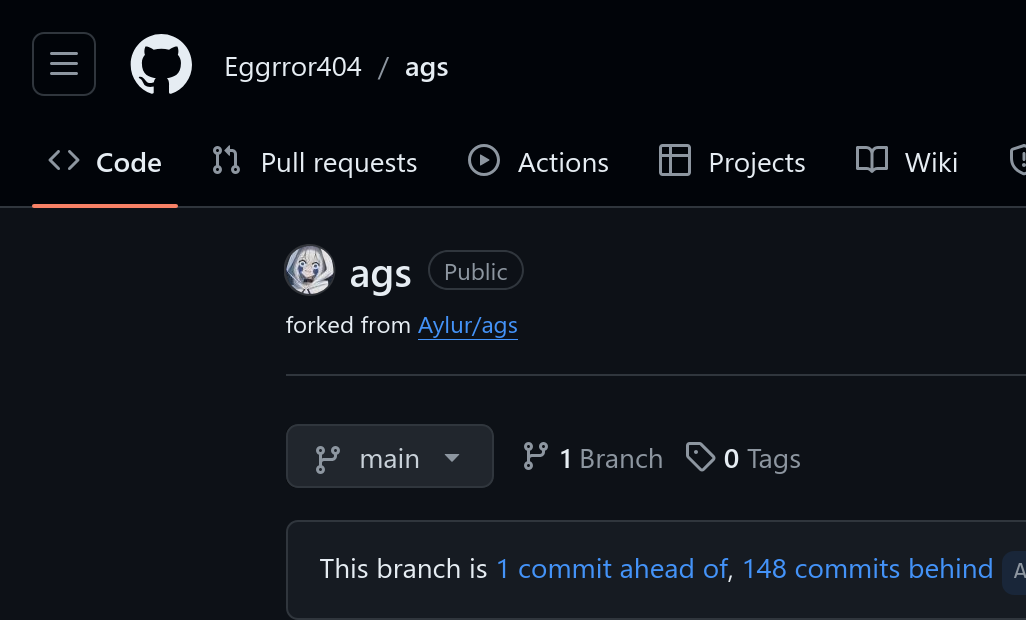 Eggrror404 / ags
Code Pull requests Actions Projects Wiki
ags Public
forked from Aylur/ags
main 1 Branch 0 Tags
This branch is 1 commit ahead of, 148 commits behind A